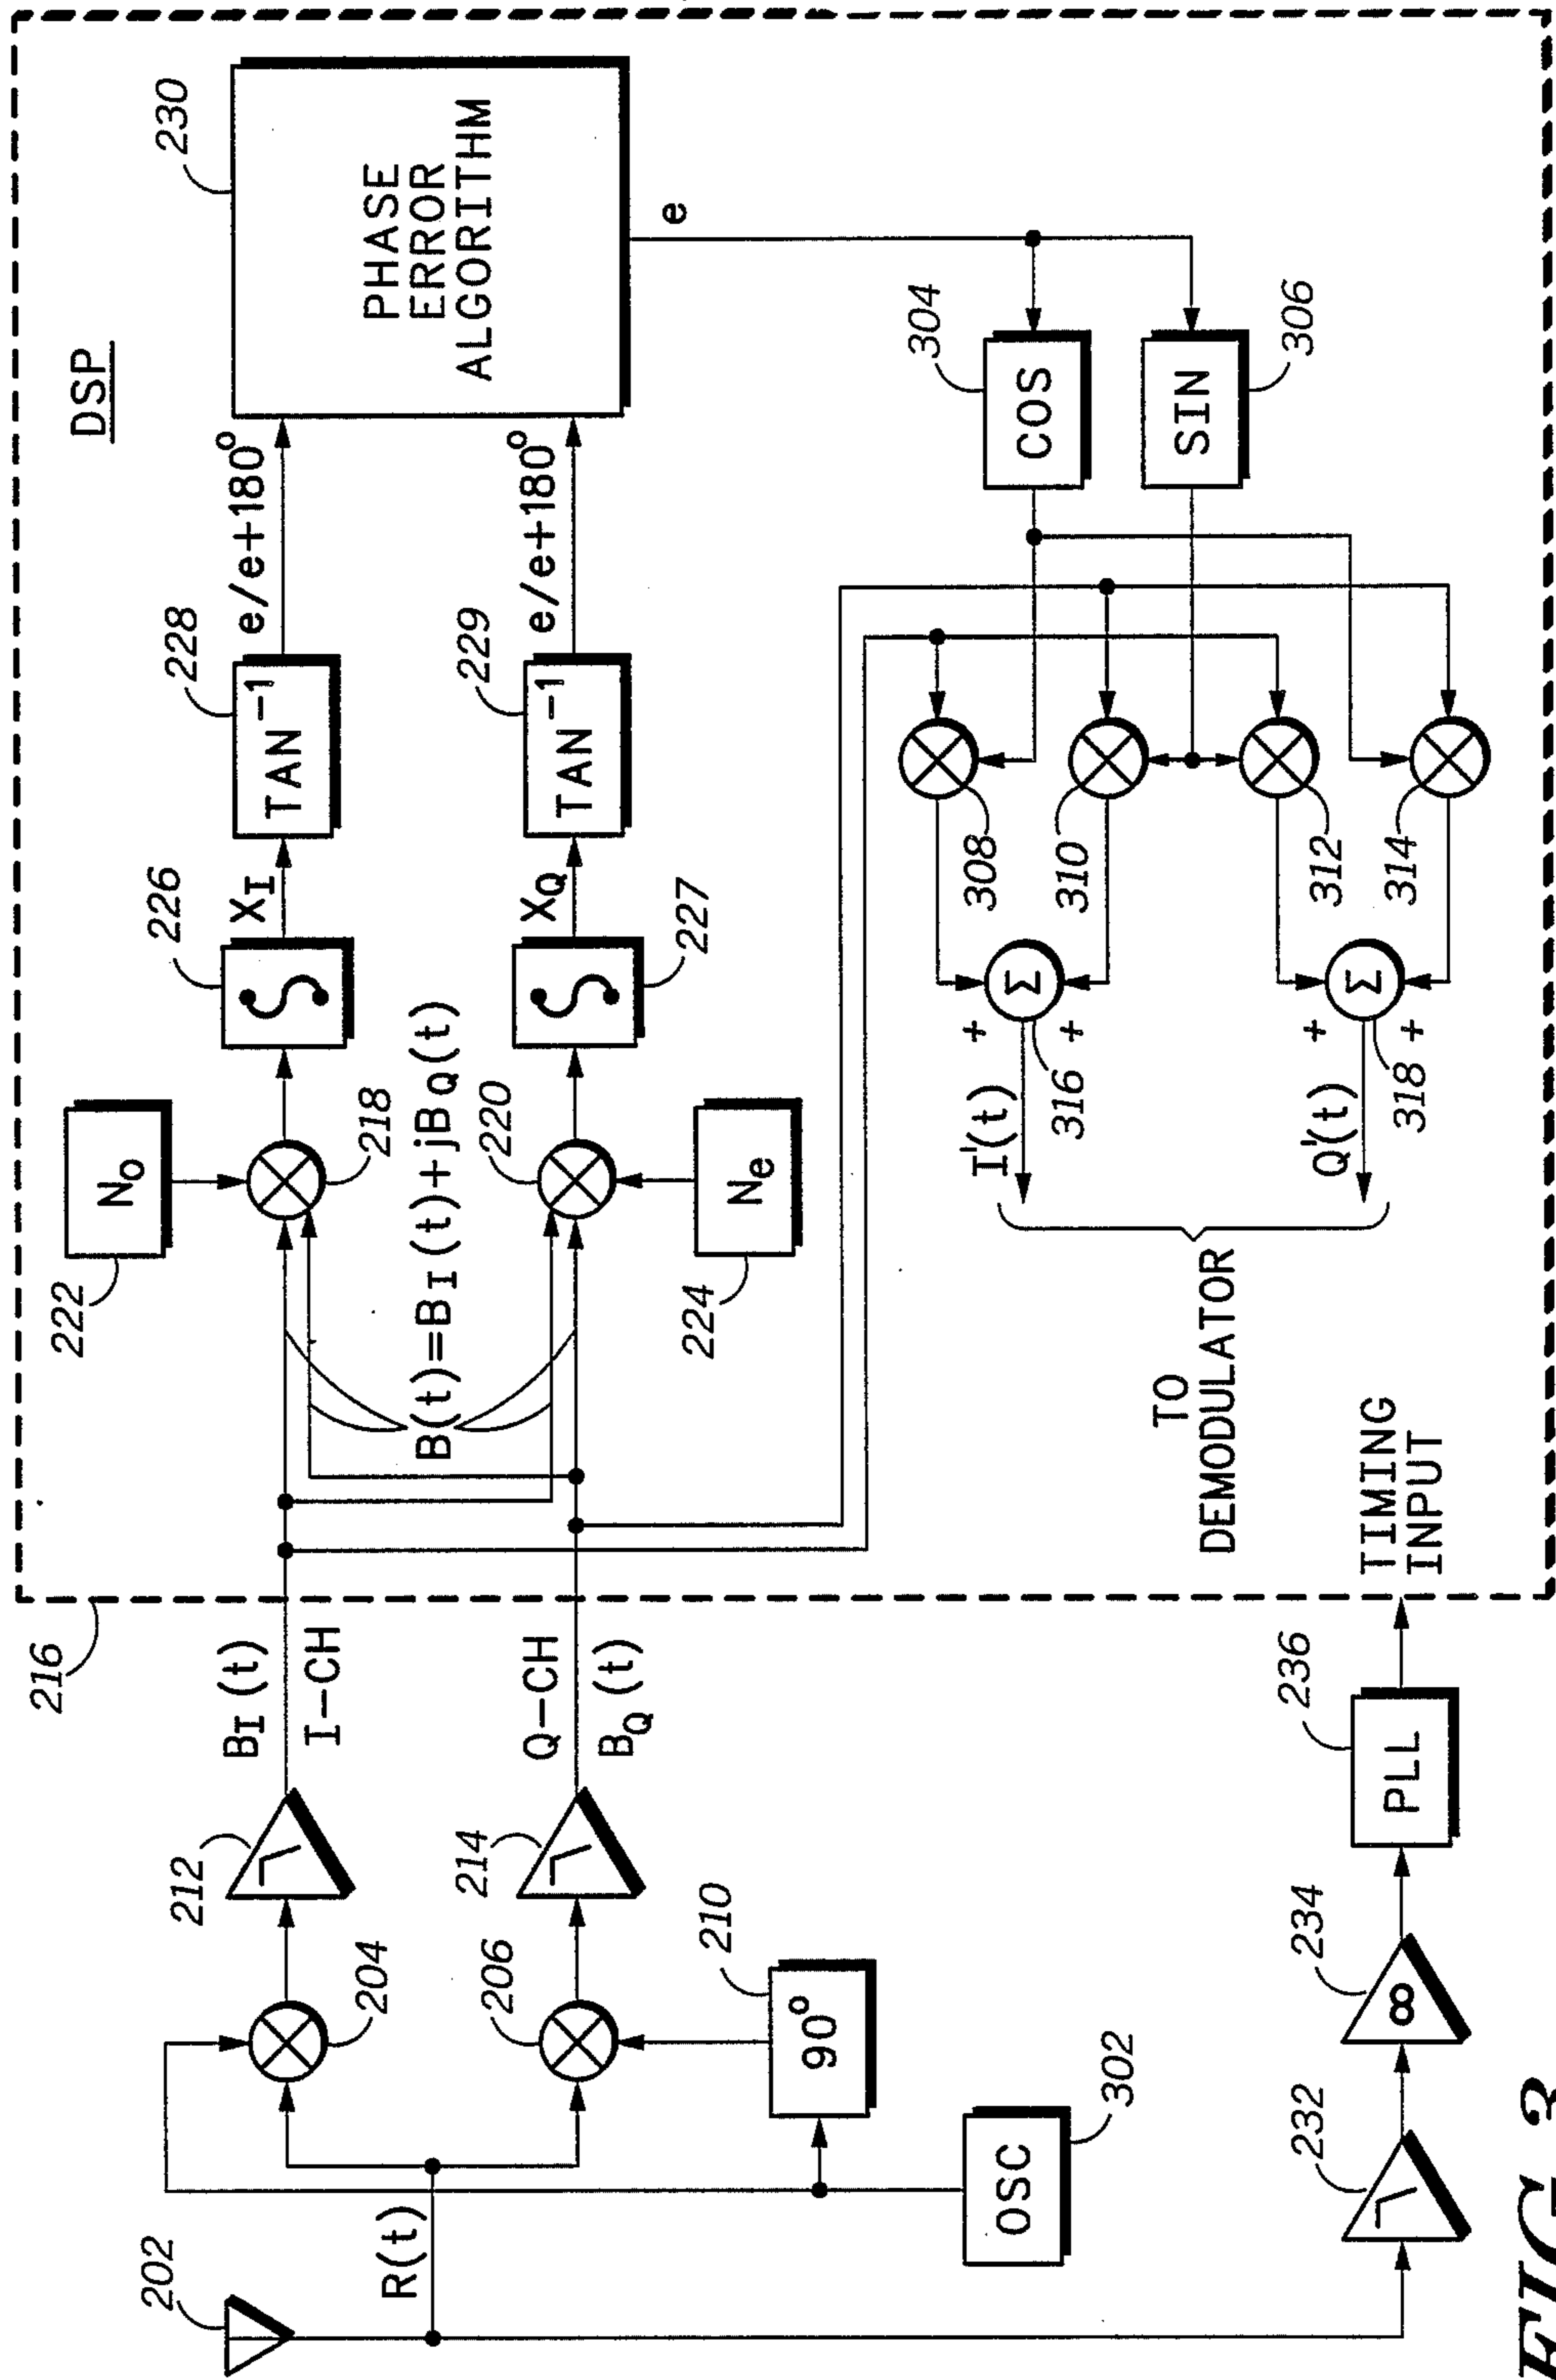 DSP
230
PHASE
ERROR
ALGORITHM
e
228
TAN⁻¹
e/e+180°
229
TAN⁻¹
e/e+180°
226
∫
X_I
227
∫
X_Q
222
N_o
218
B(t)=B_I(t)+jB_Q(t)
220
224
N_e
216
B_I(t)
I-CH
Q-CH
B_Q(t)
212
214
204
206
210
90°
302
OSC
202
R(t)
304
COS
306
SIN
308
310
312
314
Σ
+
+
316
I'(t)
Σ
+
+
318
Q'(t)
TO
DEMODULATOR
TIMING
INPUT
236
PLL
234
∞
232
FIG. 3